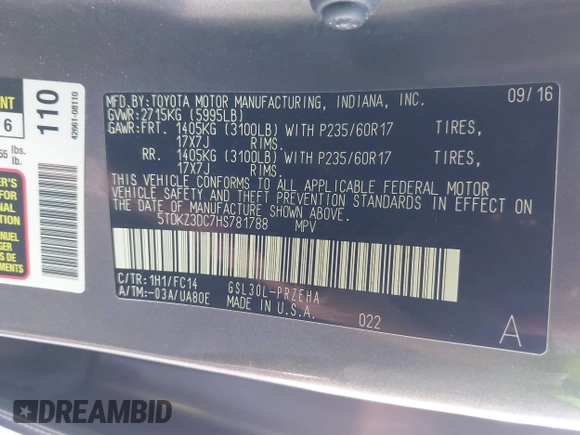 MFD.BY:TOYOTA MOTOR MANUFACTURING, INDIANA, INC. 09/16
GVWR:2715KG (5995LB)
GAWR:FRT. 1405KG (3100LB) WITH P235/60R17 TIRES,
17X7J RIMS.
RR. 1405KG (3100LB) WITH P235/60R17 TIRES,
17X7J RIMS.
THIS VEHICLE CONFORMS TO ALL APPLICABLE FEDERAL MOTOR
VEHICLE SAFETY AND THEFT PREVENTION STANDARDS IN EFFECT ON
THE DATE OF MANUFACTURE SHOWN ABOVE.
5TDKZ3DC7HS781788 MPV
C/TR:1H1/FC14 GSL30L-PRZEHA
A/TM:-03A/UA80E MADE IN U.S.A. 022 A
110
42661-08110
6
lbs.
lb.
DREAMBID